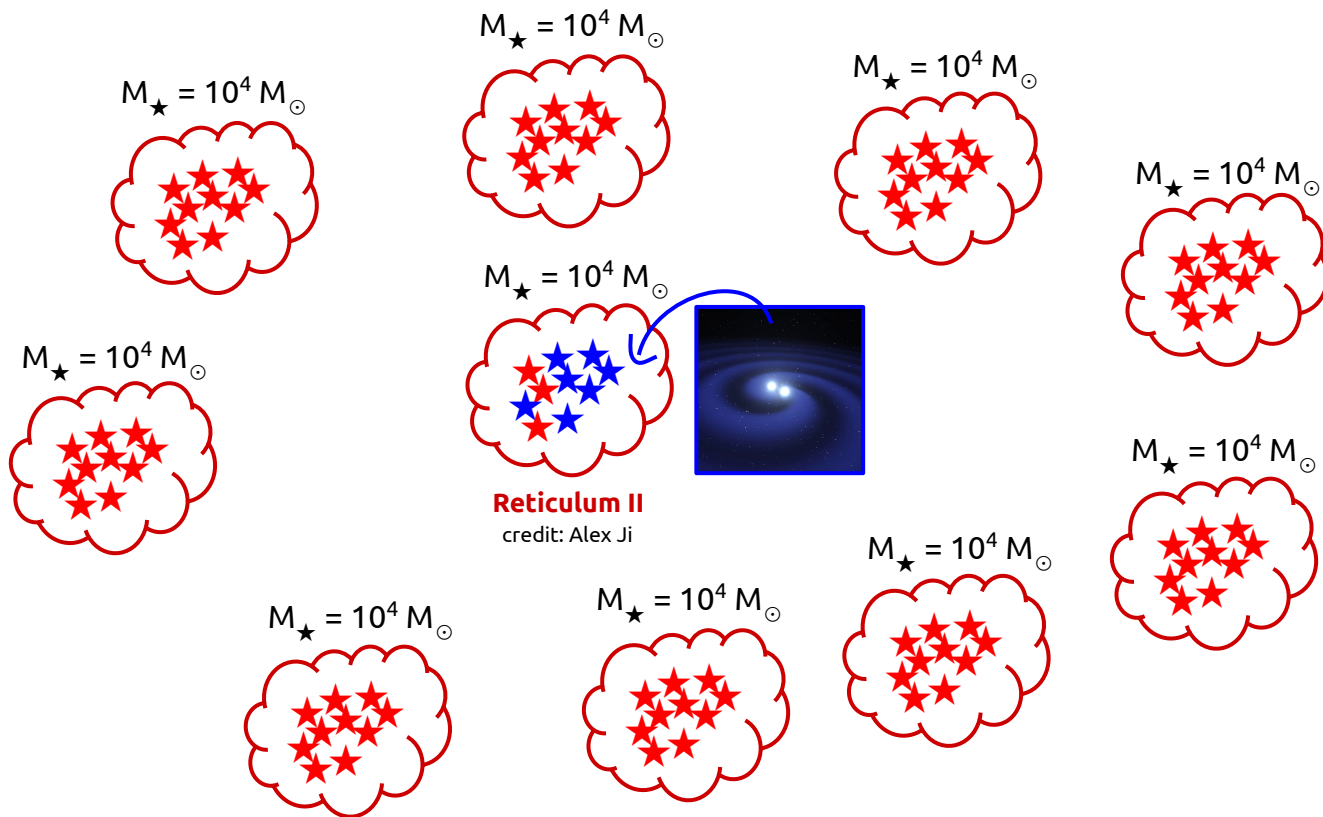 M★ = 10⁴ M☉
M★ = 10⁴ M☉
M★ = 10⁴ M☉
M★ = 10⁴ M☉
M★ = 10⁴ M☉
M★ = 10⁴ M☉
Reticulum II
credit: Alex Ji
M★ = 10⁴ M☉
M★ = 10⁴ M☉
M★ = 10⁴ M☉
M★ = 10⁴ M☉